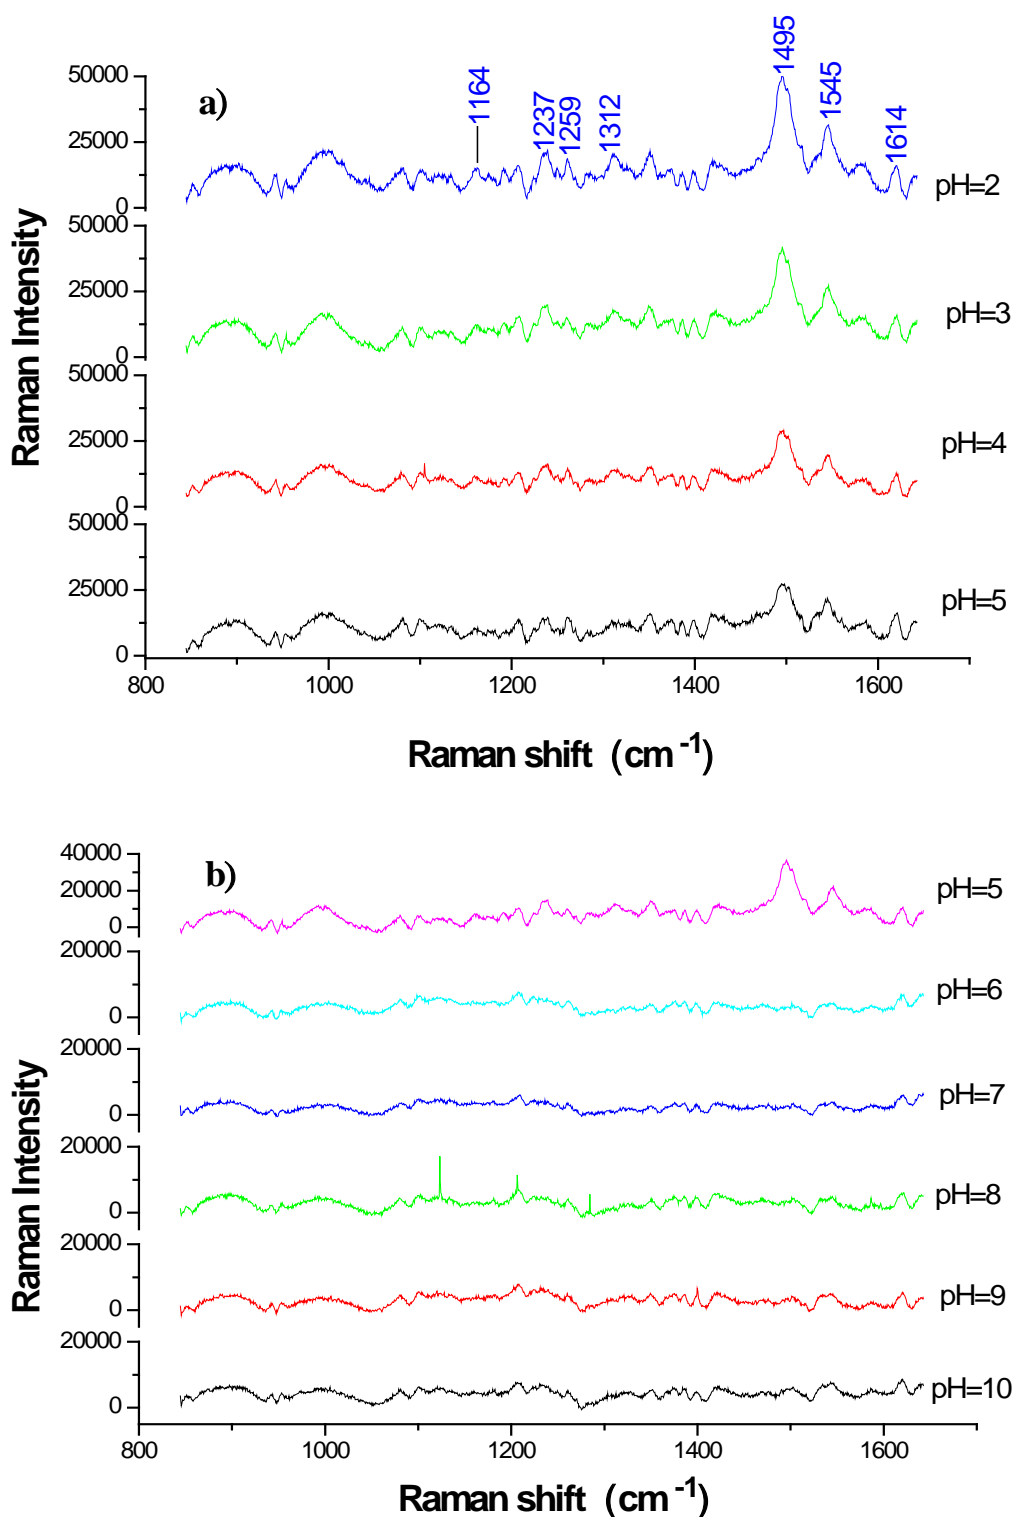 a)
1164
1237
1259
1312
1495
1545
1614
50000
25000
0
pH=2
50000
25000
0
pH=3
50000
25000
0
pH=4
50000
25000
0
pH=5
800 1000 1200 1400 1600
Raman Intensity
Raman shift (cm⁻¹)
b)
40000
20000
0
pH=5
20000
0
pH=6
20000
0
pH=7
20000
0
pH=8
20000
0
pH=9
20000
0
pH=10
800 1000 1200 1400 1600
Raman Intensity
Raman shift (cm⁻¹)